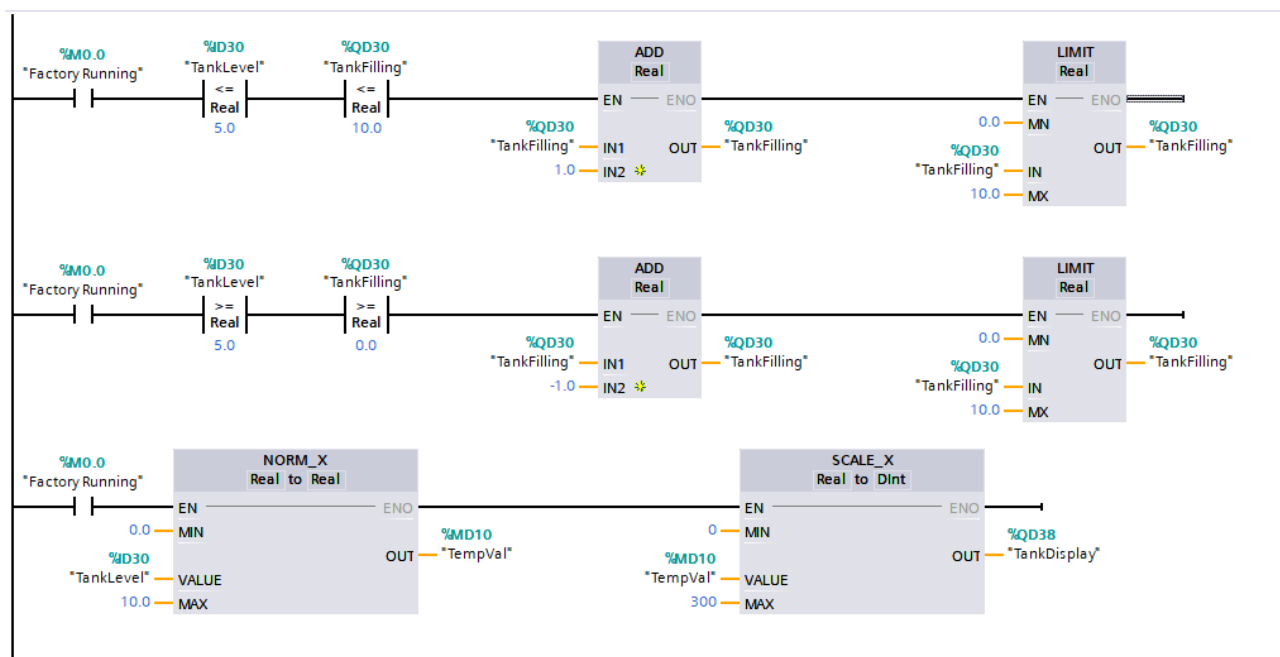 %M0.0
"Factory Running"
%ID30
"TankLevel"
<=
Real
5.0
%QD30
"TankFilling"
<=
Real
10.0
ADD
Real
EN ENO
%QD30
"TankFilling" IN1
1.0 IN2
OUT
%QD30
"TankFilling"
LIMIT
Real
EN ENO
0.0 MN
%QD30
"TankFilling" IN
10.0 MX
OUT
%QD30
"TankFilling"
%M0.0
"Factory Running"
%ID30
"TankLevel"
>=
Real
5.0
%QD30
"TankFilling"
>=
Real
0.0
ADD
Real
EN ENO
%QD30
"TankFilling" IN1
-1.0 IN2
OUT
%QD30
"TankFilling"
LIMIT
Real
EN ENO
0.0 MN
%QD30
"TankFilling" IN
10.0 MX
OUT
%QD30
"TankFilling"
%M0.0
"Factory Running"
NORM_X
Real to Real
EN ENO
0.0 MIN
%ID30
"TankLevel" VALUE
10.0 MAX
OUT
%MD10
"TempVal"
SCALE_X
Real to DInt
EN ENO
0 MIN
%MD10
"TempVal" VALUE
300 MAX
OUT
%QD38
"TankDisplay"